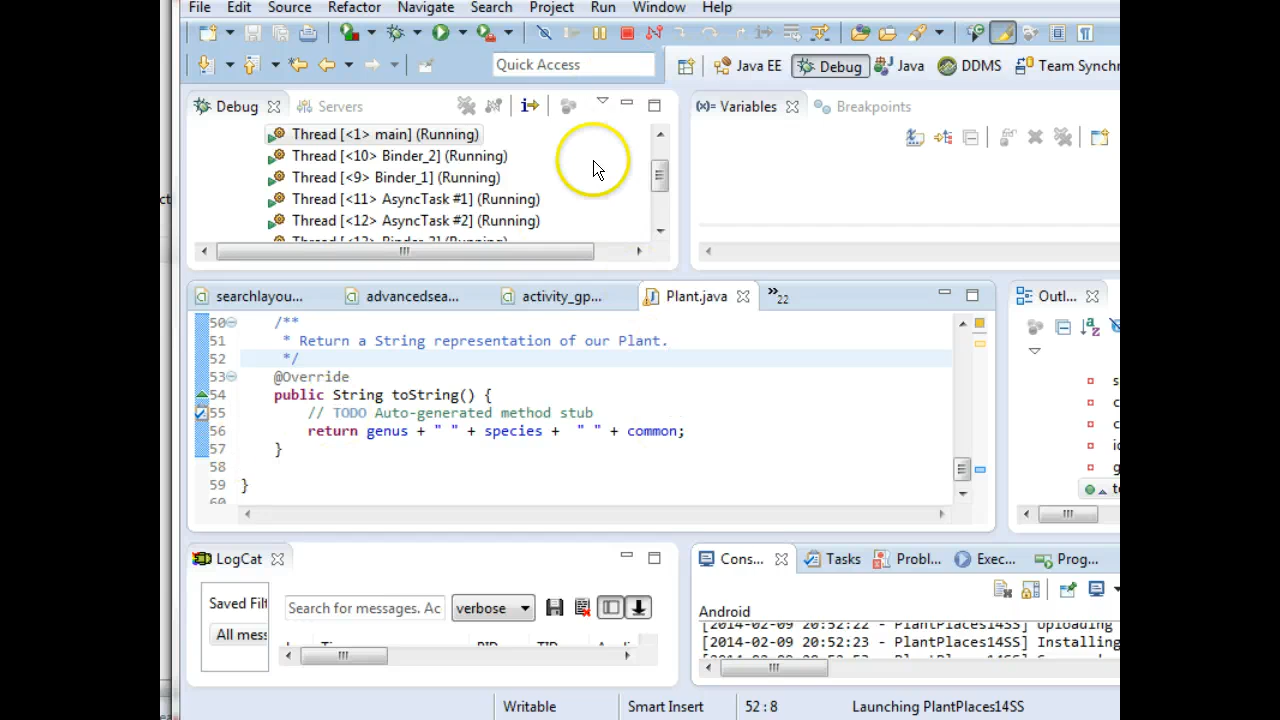 File Edit Source Refactor Navigate Search Project Run Window Help
Quick Access Java EE Debug Java DDMS Team Synchr
Debug Servers
(x)= Variables Breakpoints
Thread [<1> main] (Running)
Thread [<10> Binder_2] (Running)
Thread [<9> Binder_1] (Running)
Thread [<11> AsyncTask #1] (Running)
Thread [<12> AsyncTask #2] (Running)
searchlayou... advancedsea... activity_gp... Plant.java »22
Outl...
50 /**
51 * Return a String representation of our Plant.
52 */
53 @Override
54 public String toString() {
55 // TODO Auto-generated method stub
56 return genus + " " + species + " " + common;
57 }
58
59 }
60
LogCat
Saved Filt
Search for messages. Ac verbose
All mess
Cons... Tasks Probl... Exec... Prog...
Android
[2014-02-09 20:52:22 - PlantPlaces14SS] Uploading
[2014-02-09 20:52:23 - PlantPlaces14SS] Installing
Writable Smart Insert 52 : 8 Launching PlantPlaces14SS